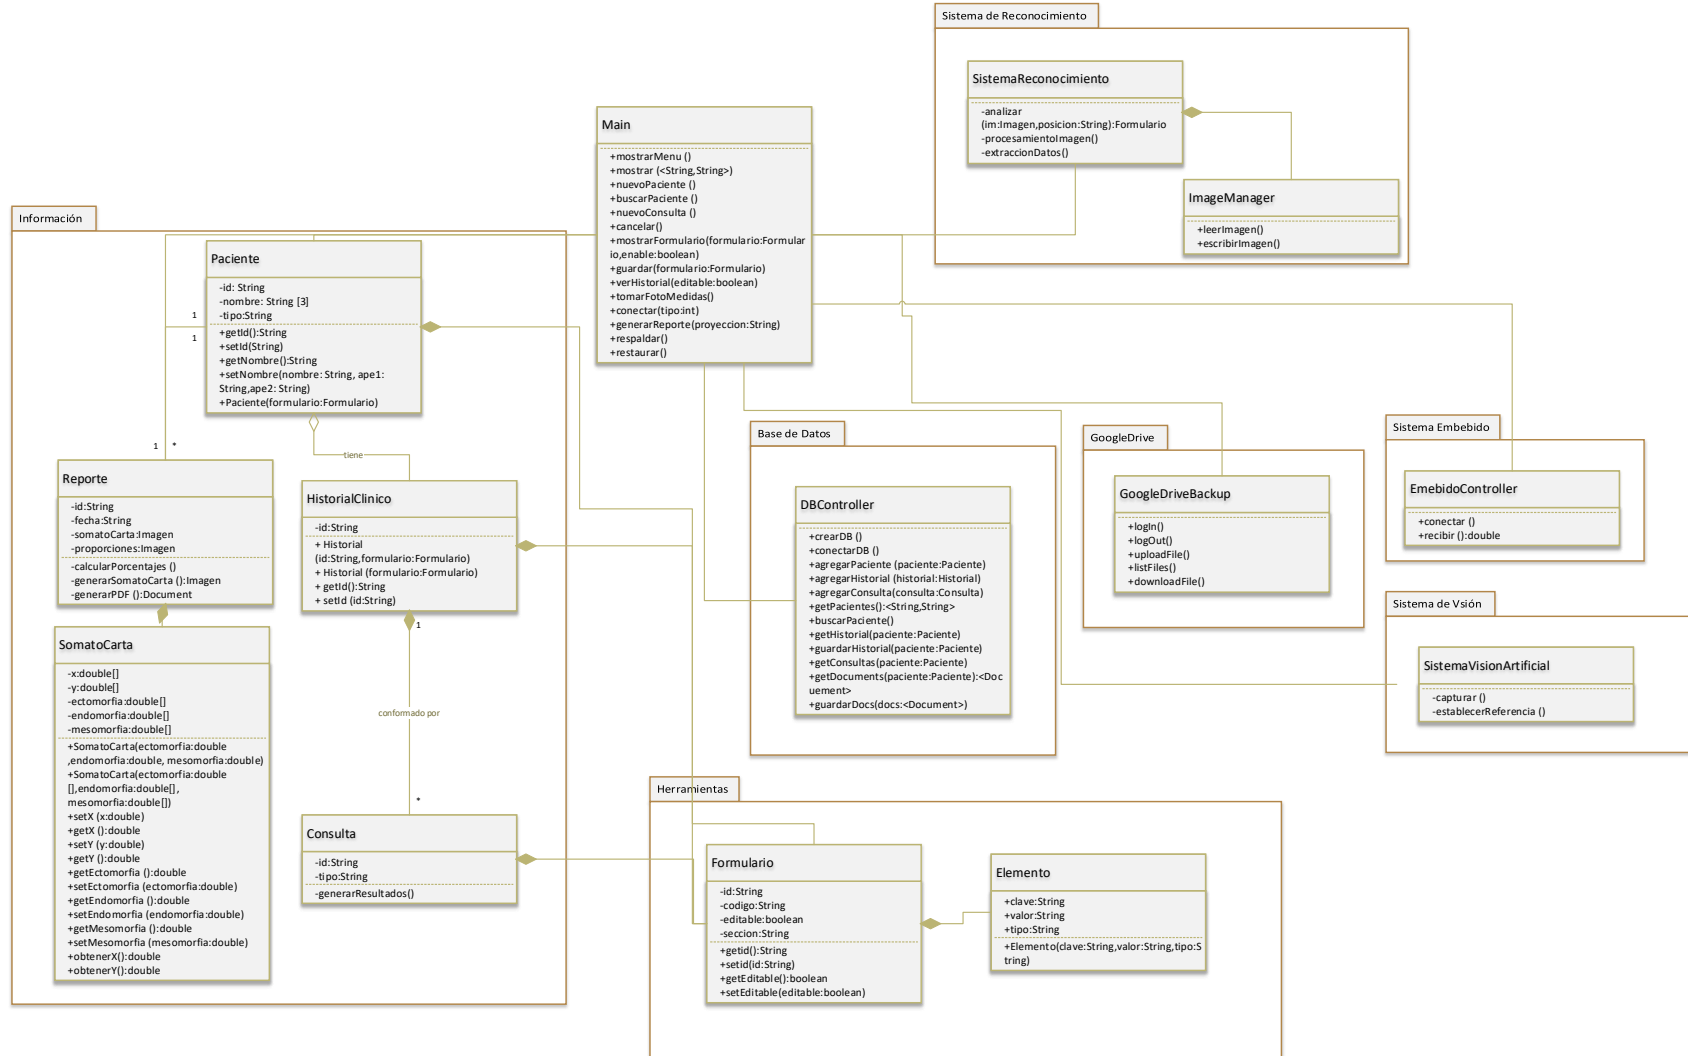 Sistema de Reconocimiento
SistemaReconocimiento
-analizar
(im:Imagen,posicion:String):Formulario
-procesamientoImagen()
-extraccionDatos()
ImageManager
+leerImagen()
+escribirImagen()
Main
+mostrarMenu ()
+mostrar (<String,String>)
+nuevoPaciente ()
+buscarPaciente ()
+nuevoConsulta ()
+cancelar()
+mostrarFormulario(formulario:Formular
io,enable:boolean)
+guardar(formulario:Formulario)
+verHistorial(editable:boolean)
+tomarFotoMedidas()
+conectar(tipo:int)
+generarReporte(proyeccion:String)
+respaldar()
+restaurar()
Información
Paciente
-id: String
-nombre: String [3]
-tipo:String
+getId():String
+setId(String)
+getNombre():String
+setNombre(nombre: String, ape1:
String,ape2: String)
+Paciente(formulario:Formulario)
1
1
1 *
tiene
Reporte
-id:String
-fecha:String
-somatoCarta:Imagen
-proporciones:Imagen
-calcularPorcentajes ()
-generarSomatoCarta ():Imagen
-generarPDF ():Document
HistorialClinico
-id:String
+ Historial
(id:String,formulario:Formulario)
+ Historial (formulario:Formulario)
+ getId():String
+ setId (id:String)
1
conformado por
*
SomatoCarta
-x:double[]
-y:double[]
-ectomorfia:double[]
-endomorfia:double[]
-mesomorfia:double[]
+SomatoCarta(ectomorfia:double
,endomorfia:double, mesomorfia:double)
+SomatoCarta(ectomorfia:double
[],endomorfia:double[],
mesomorfia:double[])
+setX (x:double)
+getX ():double
+setY (y:double)
+getY ():double
+getEctomorfia ():double
+setEctomorfia (ectomorfia:double)
+getEndomorfia ():double
+setEndomorfia (endomorfia:double)
+getMesomorfia ():double
+setMesomorfia (mesomorfia:double)
+obtenerX():double
+obtenerY():double
Consulta
-id:String
-tipo:String
-generarResultados()
Base de Datos
DBController
+crearDB ()
+conectarDB ()
+agregarPaciente (paciente:Paciente)
+agregarHistorial (historial:Historial)
+agregarConsulta(consulta:Consulta)
+getPacientes():<String,String>
+buscarPaciente()
+getHistorial(paciente:Paciente)
+guardarHistorial(paciente:Paciente)
+getConsultas(paciente:Paciente)
+getDocuments(paciente:Paciente):<Doc
uement>
+guardarDocs(docs:<Document>)
GoogleDrive
GoogleDriveBackup
+logIn()
+logOut()
+uploadFile()
+listFiles()
+downloadFile()
Sistema Embebido
EmebidoController
+conectar ()
+recibir ():double
Sistema de Vsión
SistemaVisionArtificial
-capturar ()
-establecerReferencia ()
Herramientas
Formulario
-id:String
-codigo:String
-editable:boolean
-seccion:String
+getid():String
+setid(id:String)
+getEditable():boolean
+setEditable(editable:boolean)
Elemento
+clave:String
+valor:String
+tipo:String
+Elemento(clave:String,valor:String,tipo:S
tring)